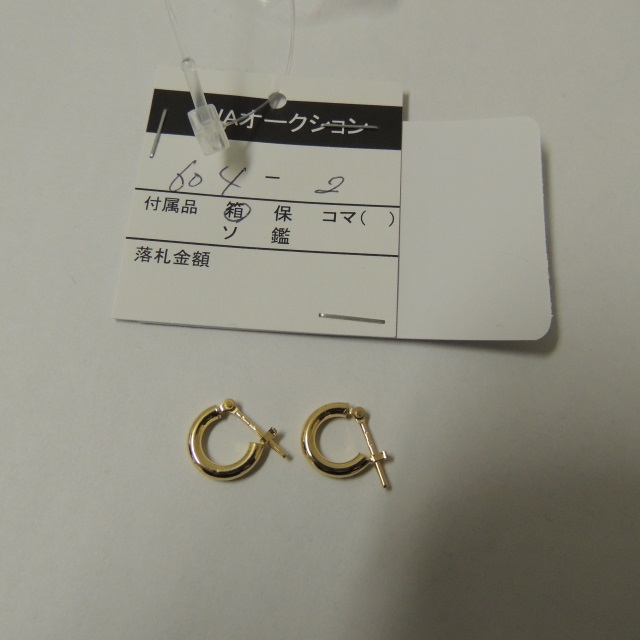 オークション
604-2
付属品 箱 保 コマ( )
ソ 鑑
落札金額